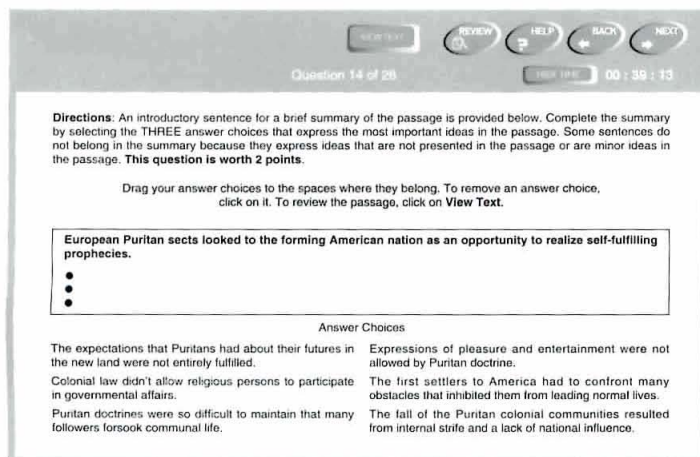 VIEW TEXT
REVIEW
HELP
?
BACK
NEXT
Question 14 of 26
HIDE TIME
00 : 39 : 13
Directions: An introductory sentence for a brief summary of the passage is provided below. Complete the summary
by selecting the THREE answer choices that express the most important ideas in the passage. Some sentences do
not belong in the summary because they express ideas that are not presented in the passage or are minor ideas in
the passage. This question is worth 2 points.
Drag your answer choices to the spaces where they belong. To remove an answer choice,
click on it. To review the passage, click on View Text.
European Puritan sects looked to the forming American nation as an opportunity to realize self-fulfilling
prophecies.
●
●
●
Answer Choices
The expectations that Puritans had about their futures in
the new land were not entirely fulfilled.
Colonial law didn't allow religious persons to participate
in governmental affairs.
Puritan doctrines were so difficult to maintain that many
followers forsook communal life.
Expressions of pleasure and entertainment were not
allowed by Puritan doctrine.
The first settlers to America had to confront many
obstacles that inhibited them from leading normal lives.
The fall of the Puritan colonial communities resulted
from internal strife and a lack of national influence.